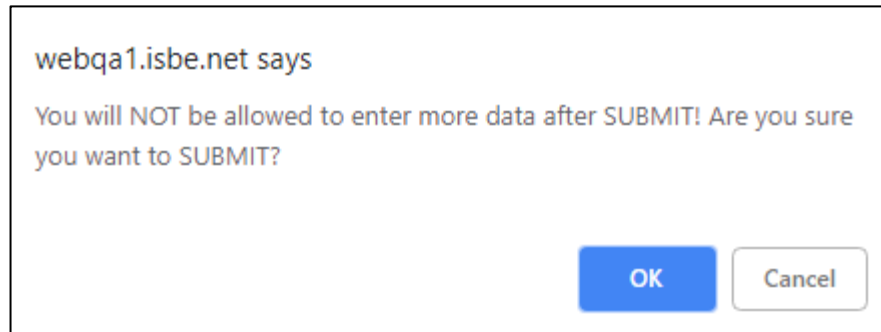 webqa1.isbe.net says
You will NOT be allowed to enter more data after SUBMIT! Are you sure
you want to SUBMIT?
OK Cancel